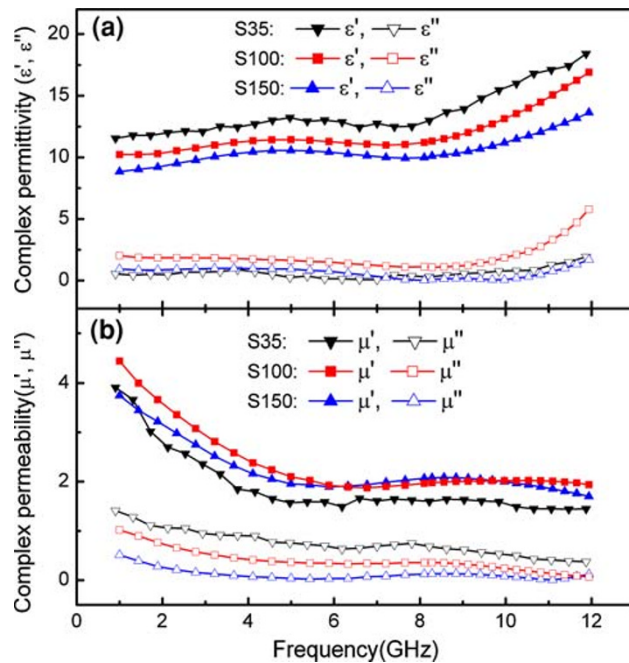 (a)
S35: ε', ε"
S100: ε', ε"
S150: ε', ε"
Complex permittivity (ε', ε")
20
15
10
5
0
(b)
S35: μ', μ"
S100: μ' μ"
S150: μ', μ"
Complex permeability(μ', μ")
4
2
0
0 2 4 6 8 10 12 14
Frequency(GHz)